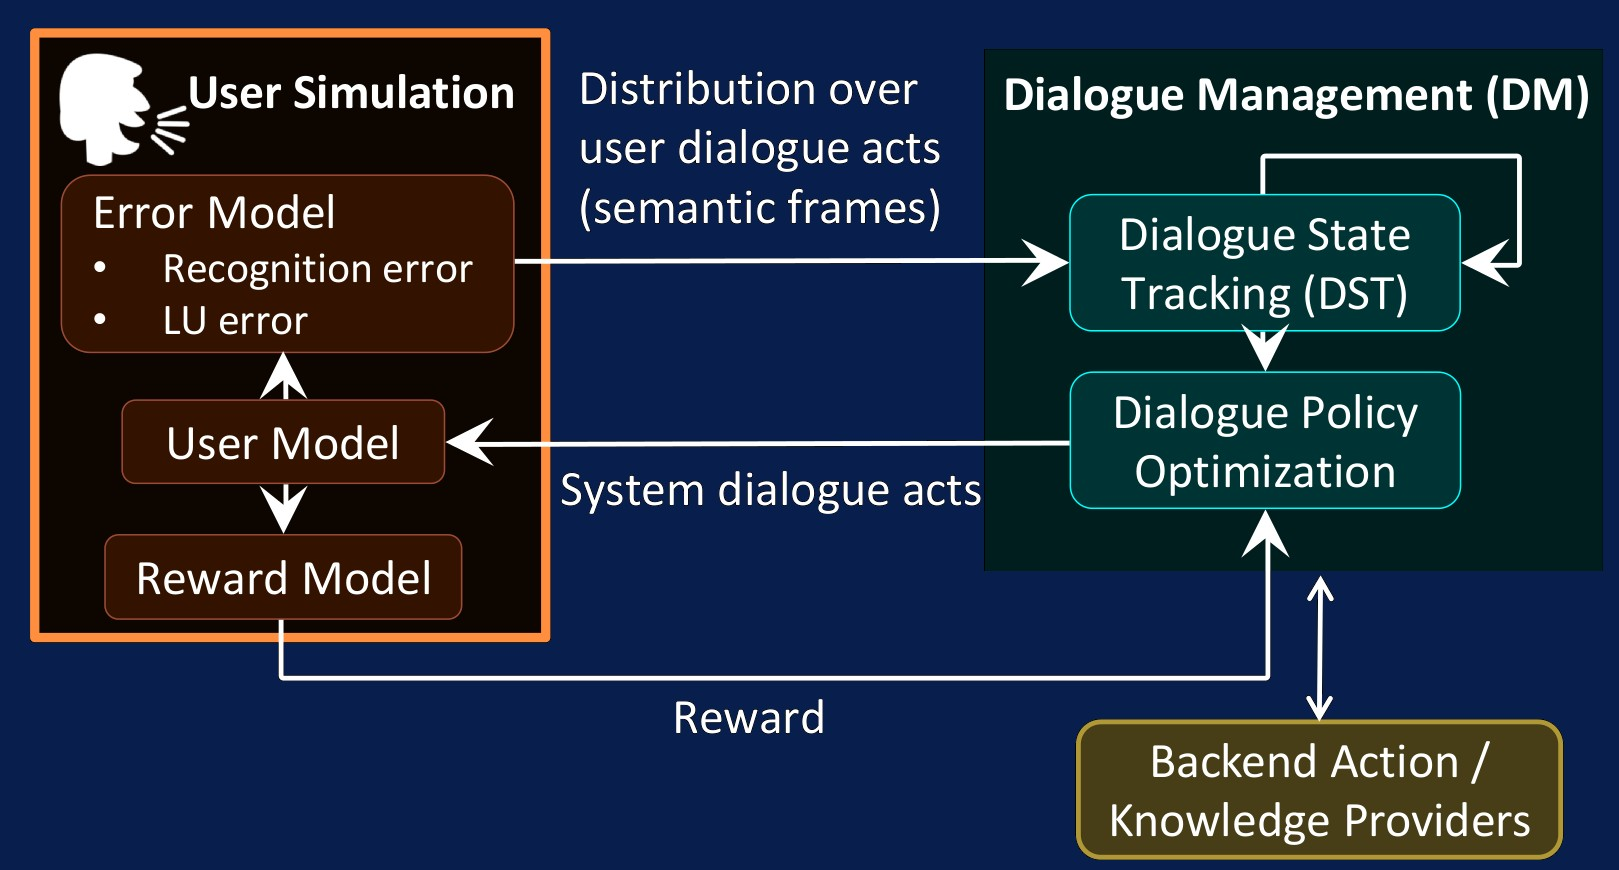 User Simulation
Error Model
• Recognition error
• LU error
User Model
Reward Model
Distribution over
user dialogue acts
(semantic frames)
System dialogue acts
Reward
Dialogue Management (DM)
Dialogue State
Tracking (DST)
Dialogue Policy
Optimization
Backend Action /
Knowledge Providers